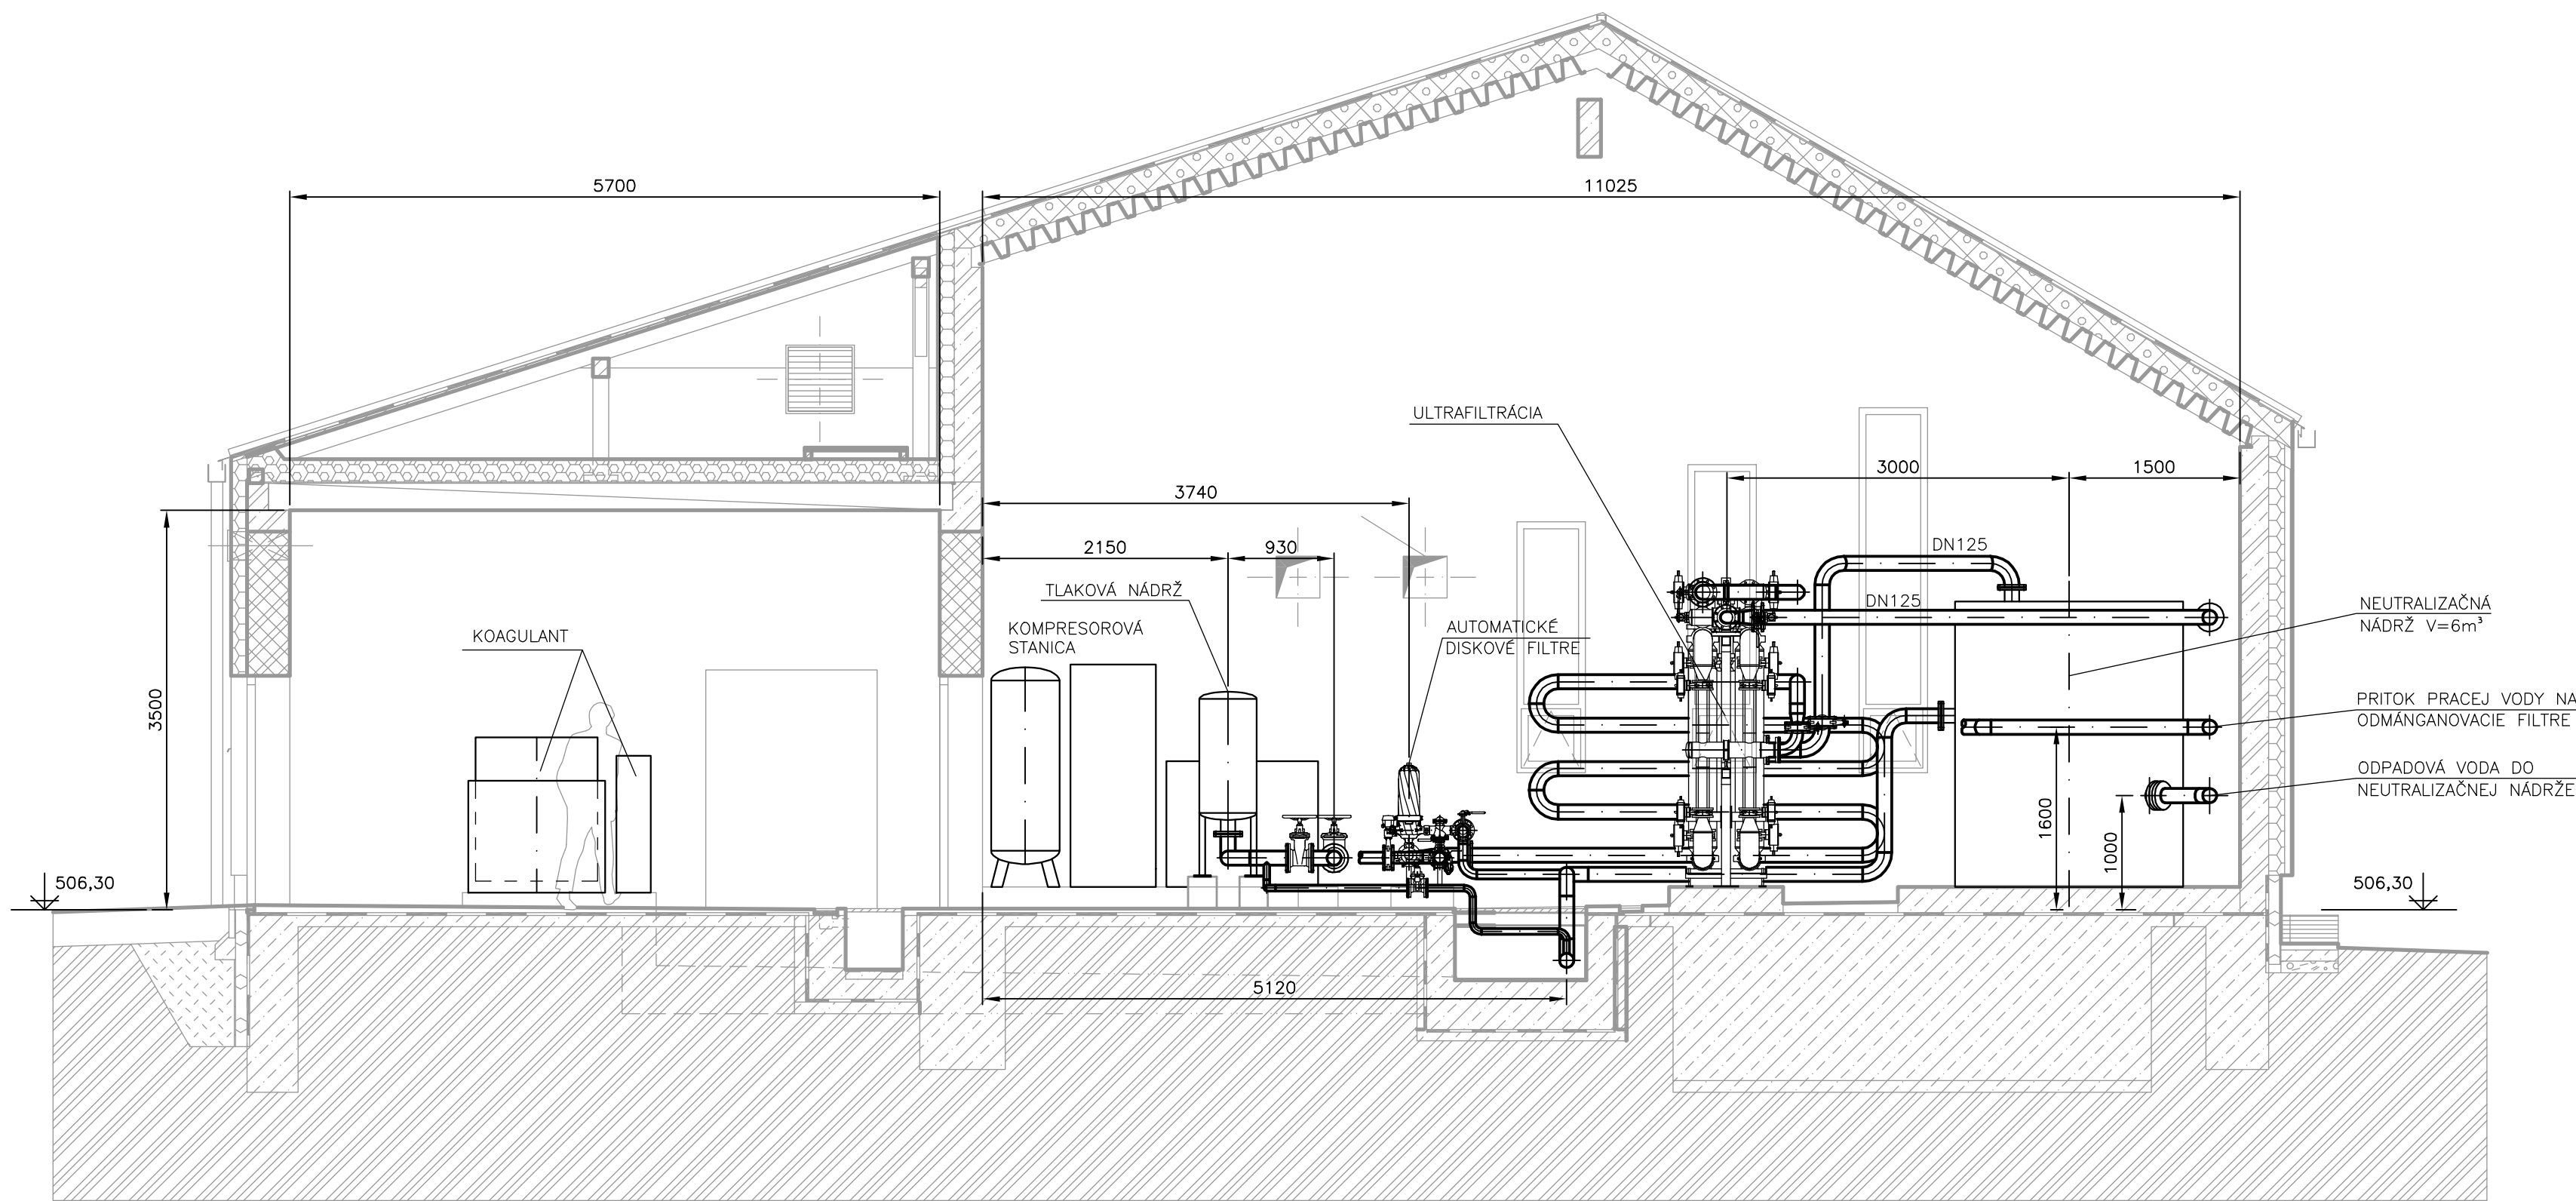 5700
11025
ULTRAFILTRÁCIA
3000
1500
3740
2150
930
DN125
TLAKOVÁ NÁDRŽ
DN125
KOMPRESOROVÁ
STANICA
AUTOMATICKÉ
DISKOVÉ FILTRE
KOAGULANT
NEUTRALIZAČNÁ
NÁDRŽ V=6m³
3500
PRITOK PRACEJ VODY NA
ODMÁNGANOVACIE FILTRE
ODPADOVÁ VODA DO
NEUTRALIZAČNEJ NÁDRŽE
1600
1000
506,30
506,30
5120